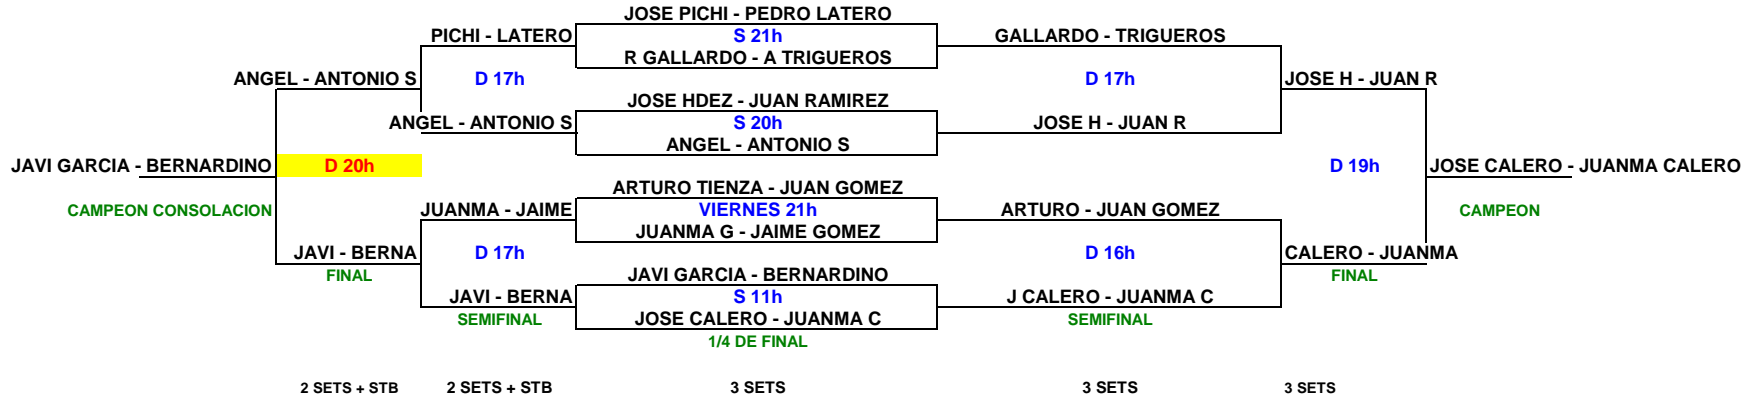 JOSE PICHI - PEDRO LATERO
PICHI - LATERO
S 21h
GALLARDO - TRIGUEROS
R GALLARDO - A TRIGUEROS
ANGEL - ANTONIO S
D 17h
D 17h
JOSE H - JUAN R
JOSE HDEZ - JUAN RAMIREZ
ANGEL - ANTONIO S
S 20h
JOSE H - JUAN R
ANGEL - ANTONIO S
JAVI GARCIA - BERNARDINO
D 20h
D 19h
JOSE CALERO - JUANMA CALERO
ARTURO TIENZA - JUAN GOMEZ
CAMPEON CONSOLACION
JUANMA - JAIME
VIERNES 21h
ARTURO - JUAN GOMEZ
CAMPEON
JUANMA G - JAIME GOMEZ
JAVI - BERNA
D 17h
D 16h
CALERO - JUANMA
FINAL
JAVI GARCIA - BERNARDINO
FINAL
JAVI - BERNA
S 11h
J CALERO - JUANMA C
SEMIFINAL
JOSE CALERO - JUANMA C
SEMIFINAL
1/4 DE FINAL
2 SETS + STB
2 SETS + STB
3 SETS
3 SETS
3 SETS